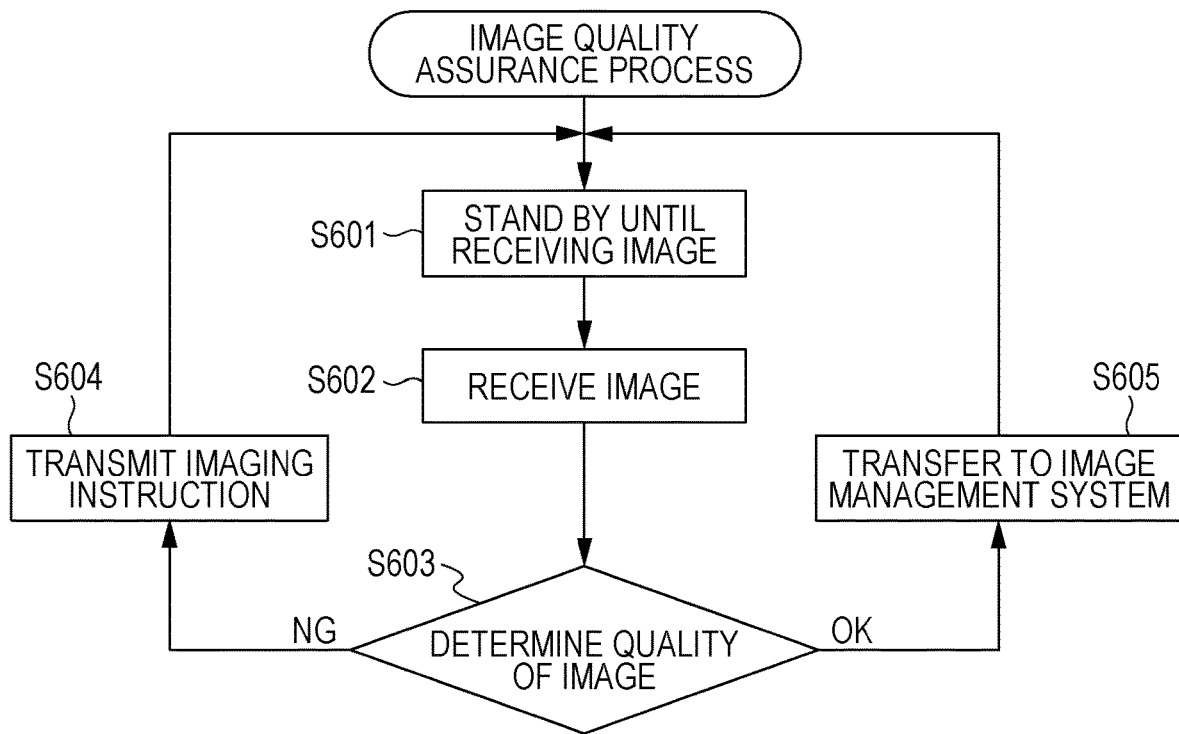 IMAGE QUALITY
ASSURANCE PROCESS
S601
STAND BY UNTIL
RECEIVING IMAGE
S602
RECEIVE IMAGE
S604
TRANSMIT IMAGING
INSTRUCTION
S605
TRANSFER TO IMAGE
MANAGEMENT SYSTEM
S603
NG
DETERMINE QUALITY
OF IMAGE
OK